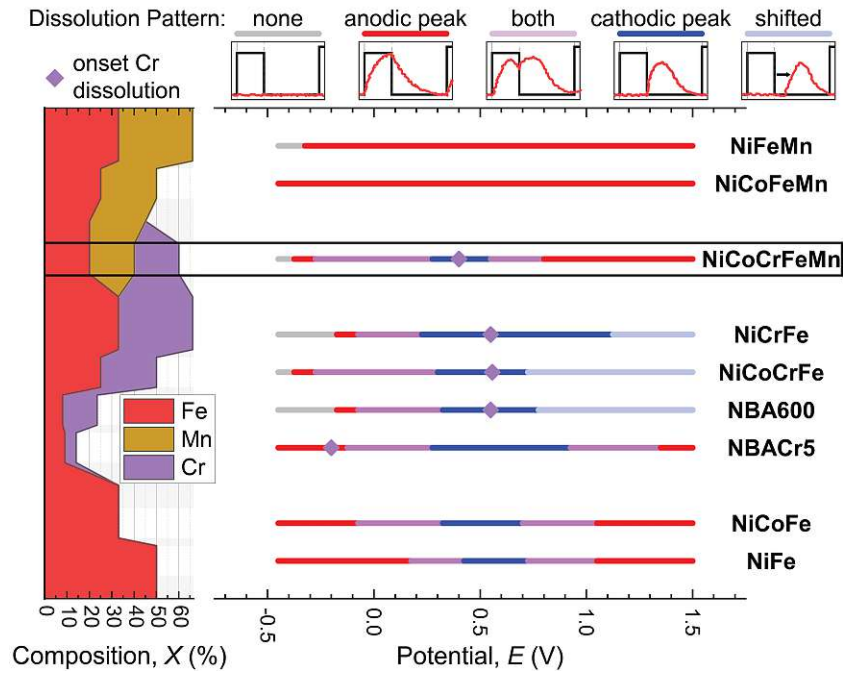 Dissolution Pattern: none anodic peak both cathodic peak shifted
onset Cr
dissolution
NiFeMn
NiCoFeMn
NiCoCrFeMn
NiCrFe
NiCoCrFe
NBA600
NBACr5
NiCoFe
NiFe
Fe
Mn
Cr
0 10 20 30 40 50 60
-0.5 0.0 0.5 1.0 1.5
Composition, X (%) Potential, E (V)